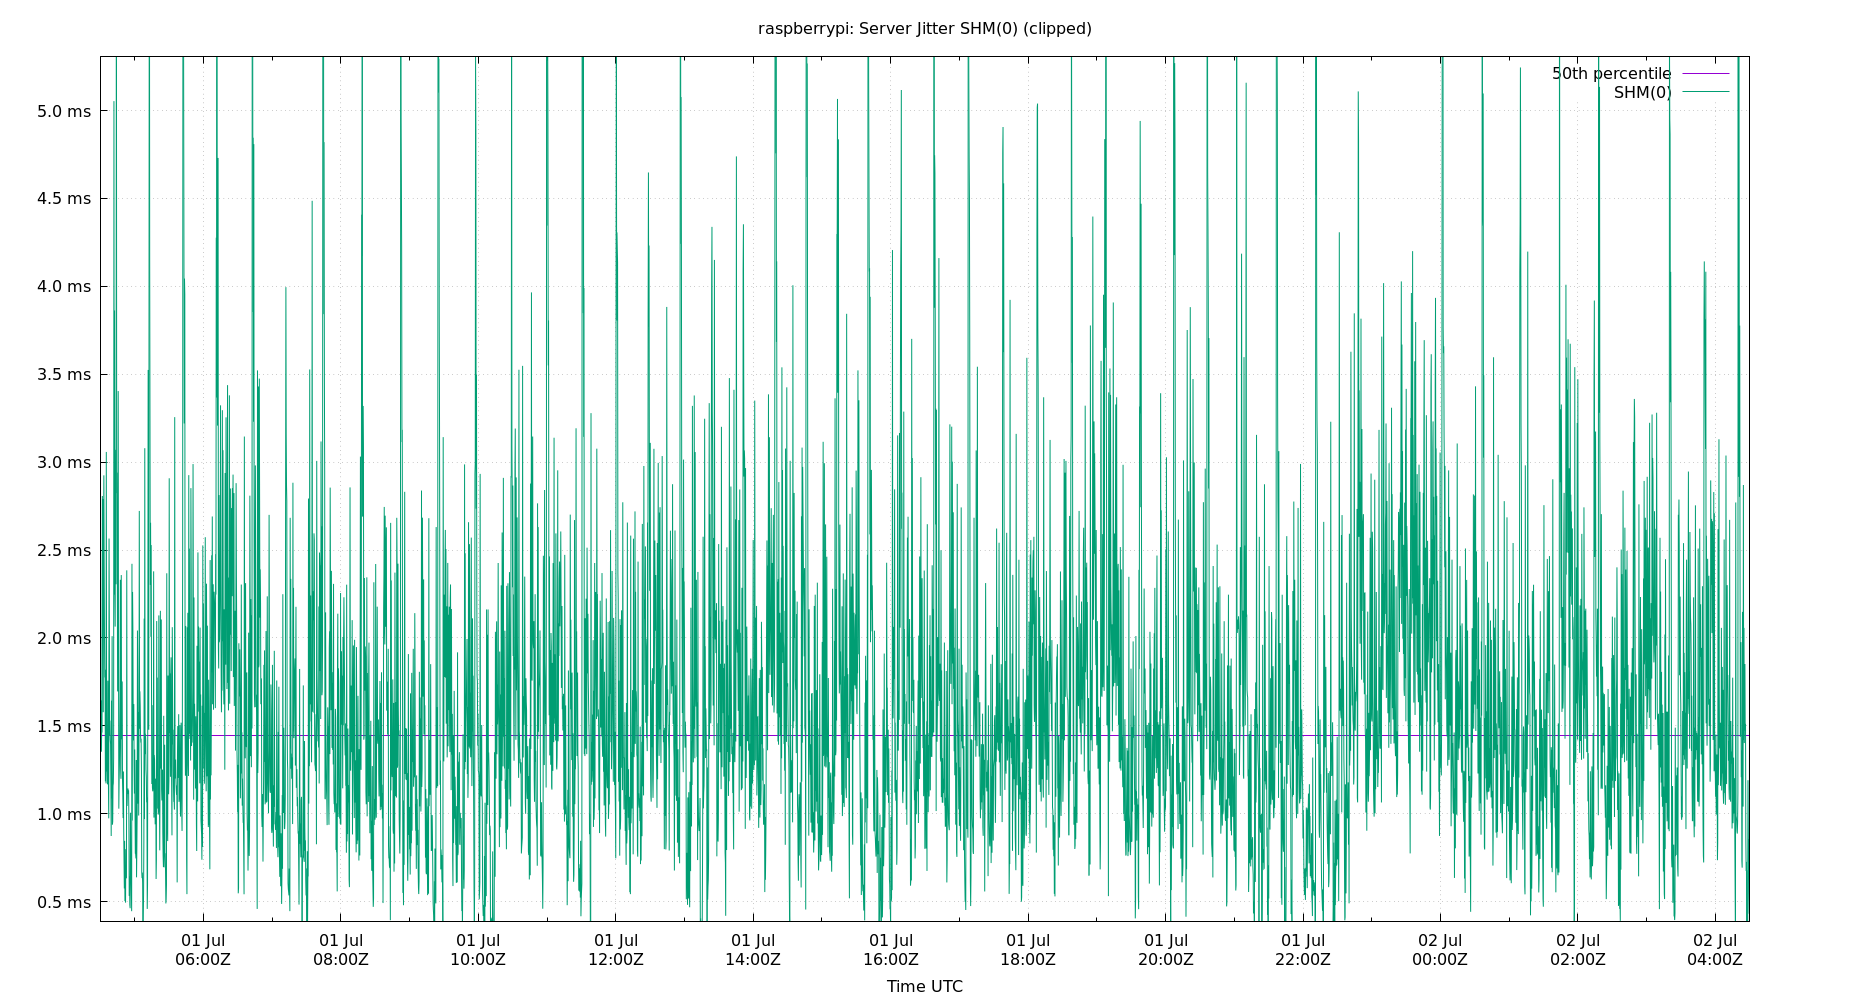 raspberrypi: Server Jitter SHM(0) (clipped)
50th percentile
SHM(0)
5.0 ms
4.5 ms
4.0 ms
3.5 ms
3.0 ms
2.5 ms
2.0 ms
1.5 ms
1.0 ms
0.5 ms
01 Jul 01 Jul 01 Jul 01 Jul 01 Jul 01 Jul 01 Jul 01 Jul 01 Jul 02 Jul 02 Jul 02 Jul
06:00Z 08:00Z 10:00Z 12:00Z 14:00Z 16:00Z 18:00Z 20:00Z 22:00Z 00:00Z 02:00Z 04:00Z
Time UTC